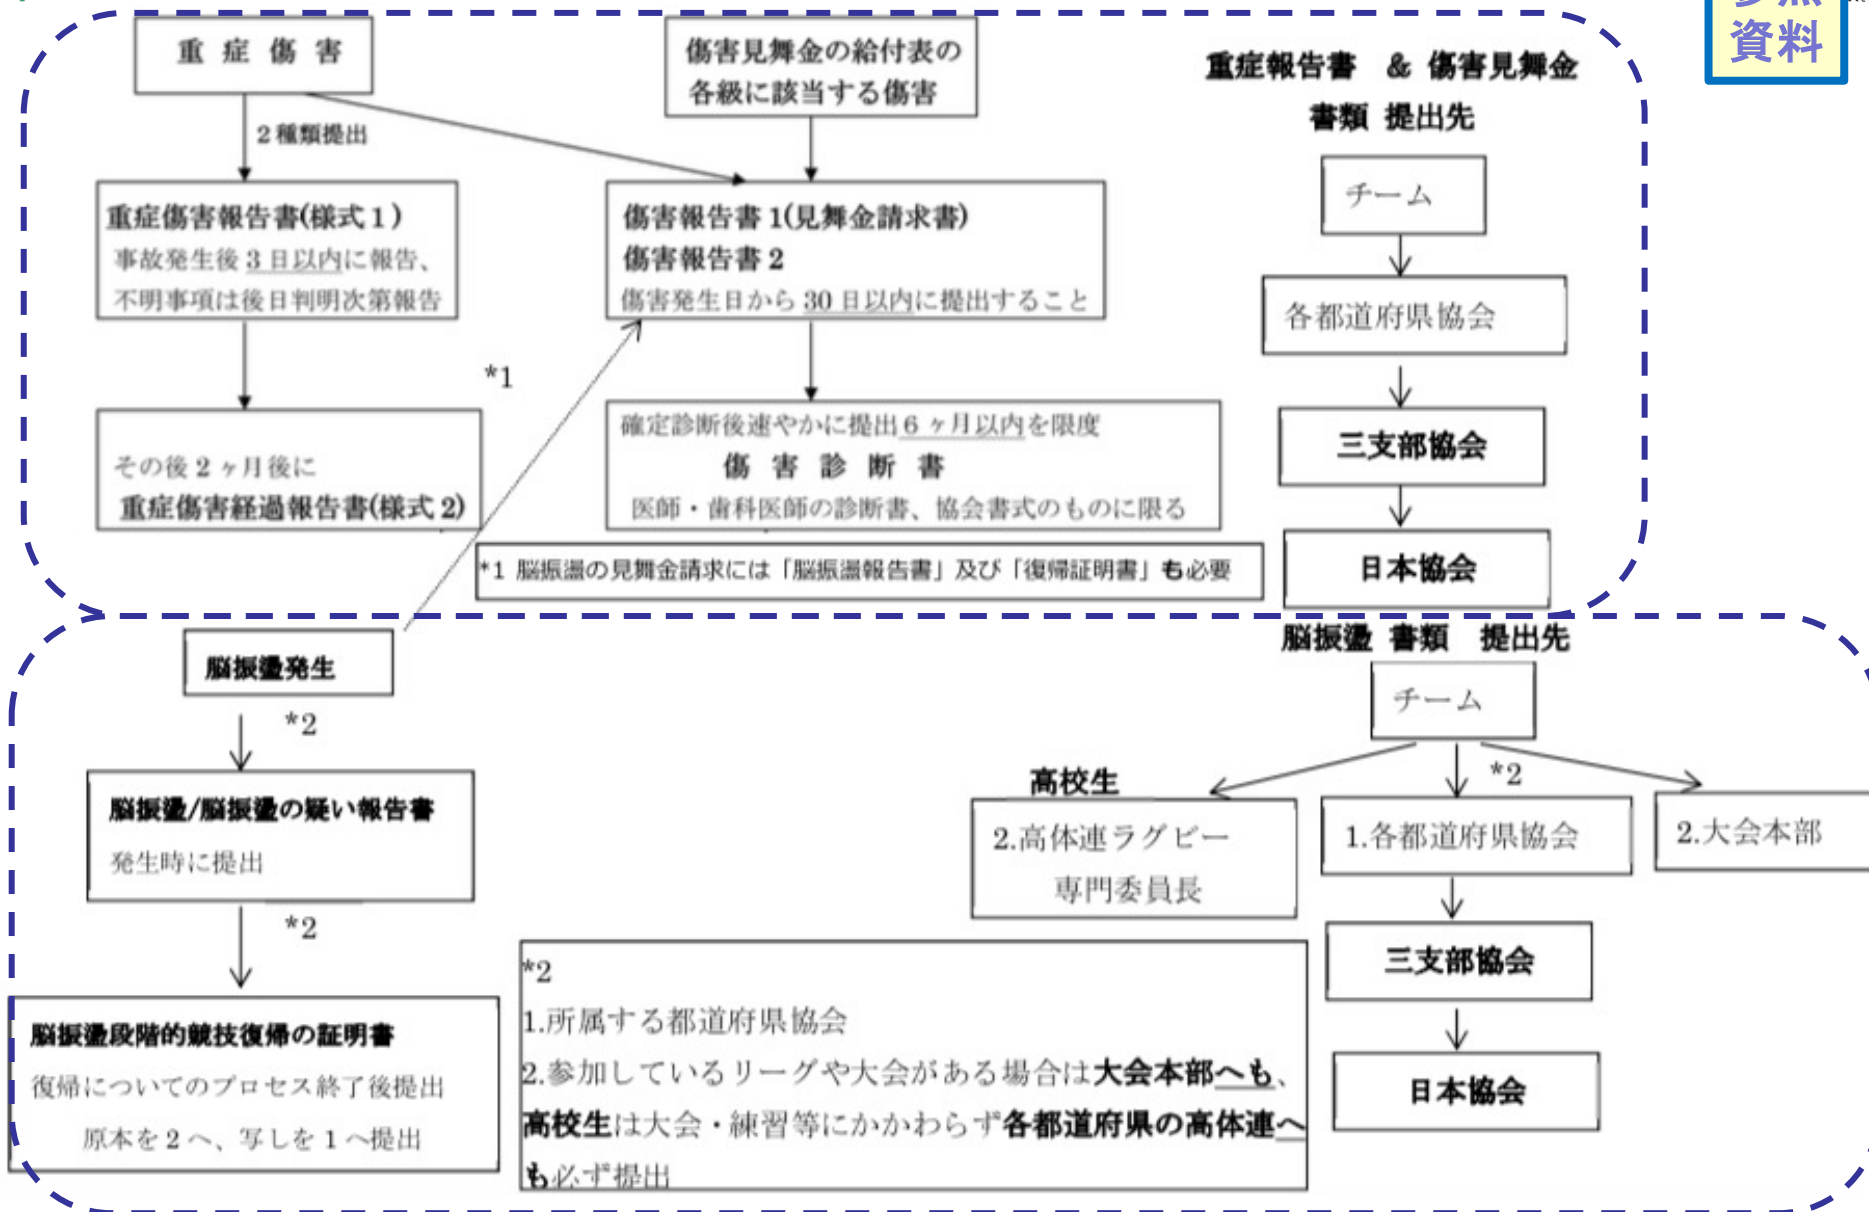 資料
重 症 傷 害
傷害見舞金の給付表の
各級に該当する傷害
2種類提出
重症傷害報告書(様式1)
事故発生後3日以内に報告、
不明事項は後日判明次第報告
傷害報告書1(見舞金請求書)
傷害報告書2
傷害発生日から30日以内に提出すること
*1
その後2ヶ月後に
重症傷害経過報告書(様式2)
確定診断後速やかに提出6ヶ月以内を限度
傷 害 診 断 書
医師・歯科医師の診断書、協会書式のものに限る
*1 脳振盪の見舞金請求には「脳振盪報告書」及び「復帰証明書」も必要
重症報告書 & 傷害見舞金
書類 提出先
チーム
各都道府県協会
三支部協会
日本協会
脳振盪発生
*2
脳振盪/脳振盪の疑い報告書
発生時に提出
*2
脳振盪段階的競技復帰の証明書
復帰についてのプロセス終了後提出
原本を2へ、写しを1へ提出
*2
1.所属する都道府県協会
2.参加しているリーグや大会がある場合は大会本部へも、
高校生は大会・練習等にかかわらず各都道府県の高体連へ
も必ず提出
脳振盪 書類 提出先
チーム
*2
高校生
2.高体連ラグビー
専門委員長
1.各都道府県協会
2.大会本部
三支部協会
日本協会